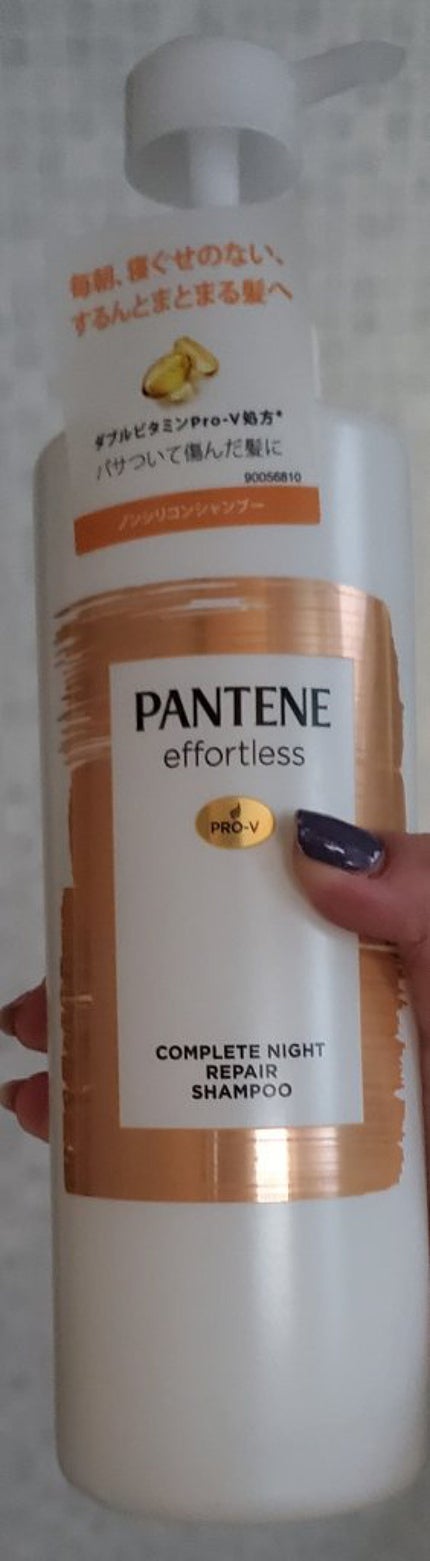 毎朝、寝ぐせのない、
するんとまとまる髪へ
ダブルビタミンPro-V処方*
パサついて傷んだ髪に
90056810
ノンシリコンシャンプー
PANTENE
effortless
PRO-V
COMPLETE NIGHT
REPAIR
SHAMPOO